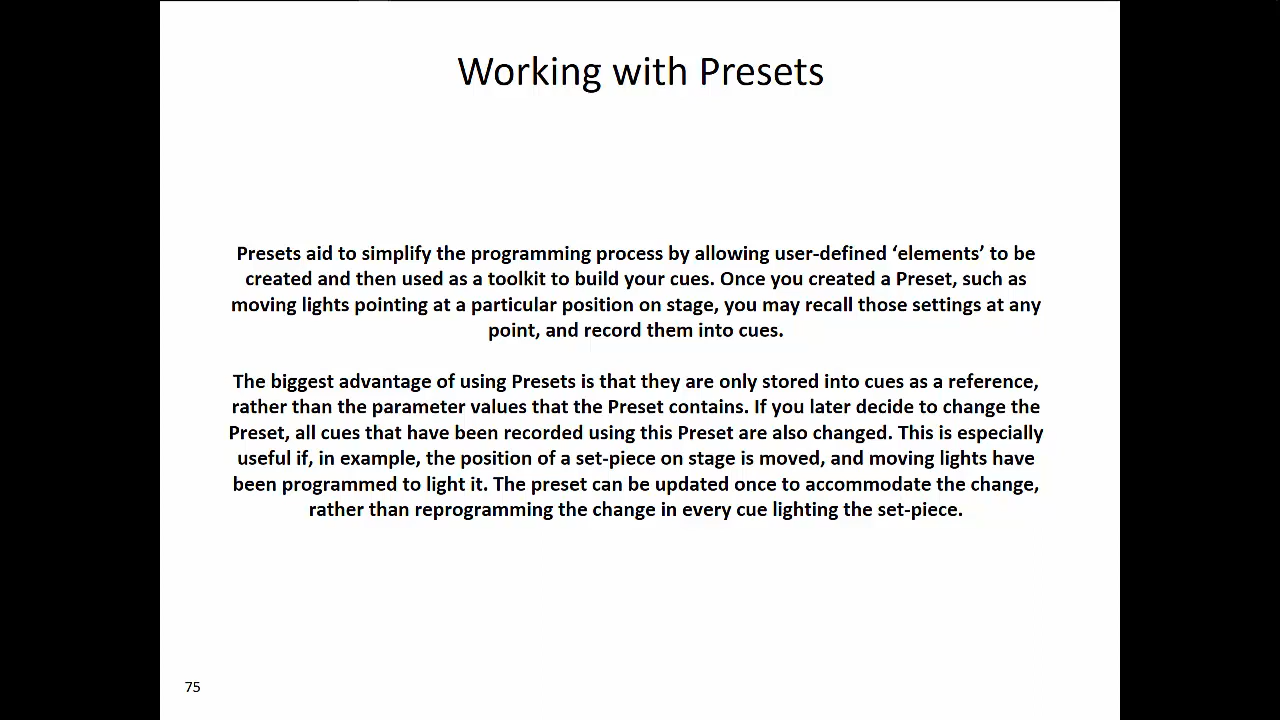 Working with Presets
Presets aid to simplify the programming process by allowing user-defined ‘elements’ to be
created and then used as a toolkit to build your cues. Once you created a Preset, such as
moving lights pointing at a particular position on stage, you may recall those settings at any
point, and record them into cues.
The biggest advantage of using Presets is that they are only stored into cues as a reference,
rather than the parameter values that the Preset contains. If you later decide to change the
Preset, all cues that have been recorded using this Preset are also changed. This is especially
useful if, in example, the position of a set-piece on stage is moved, and moving lights have
been programmed to light it. The preset can be updated once to accommodate the change,
rather than reprogramming the change in every cue lighting the set-piece.
75